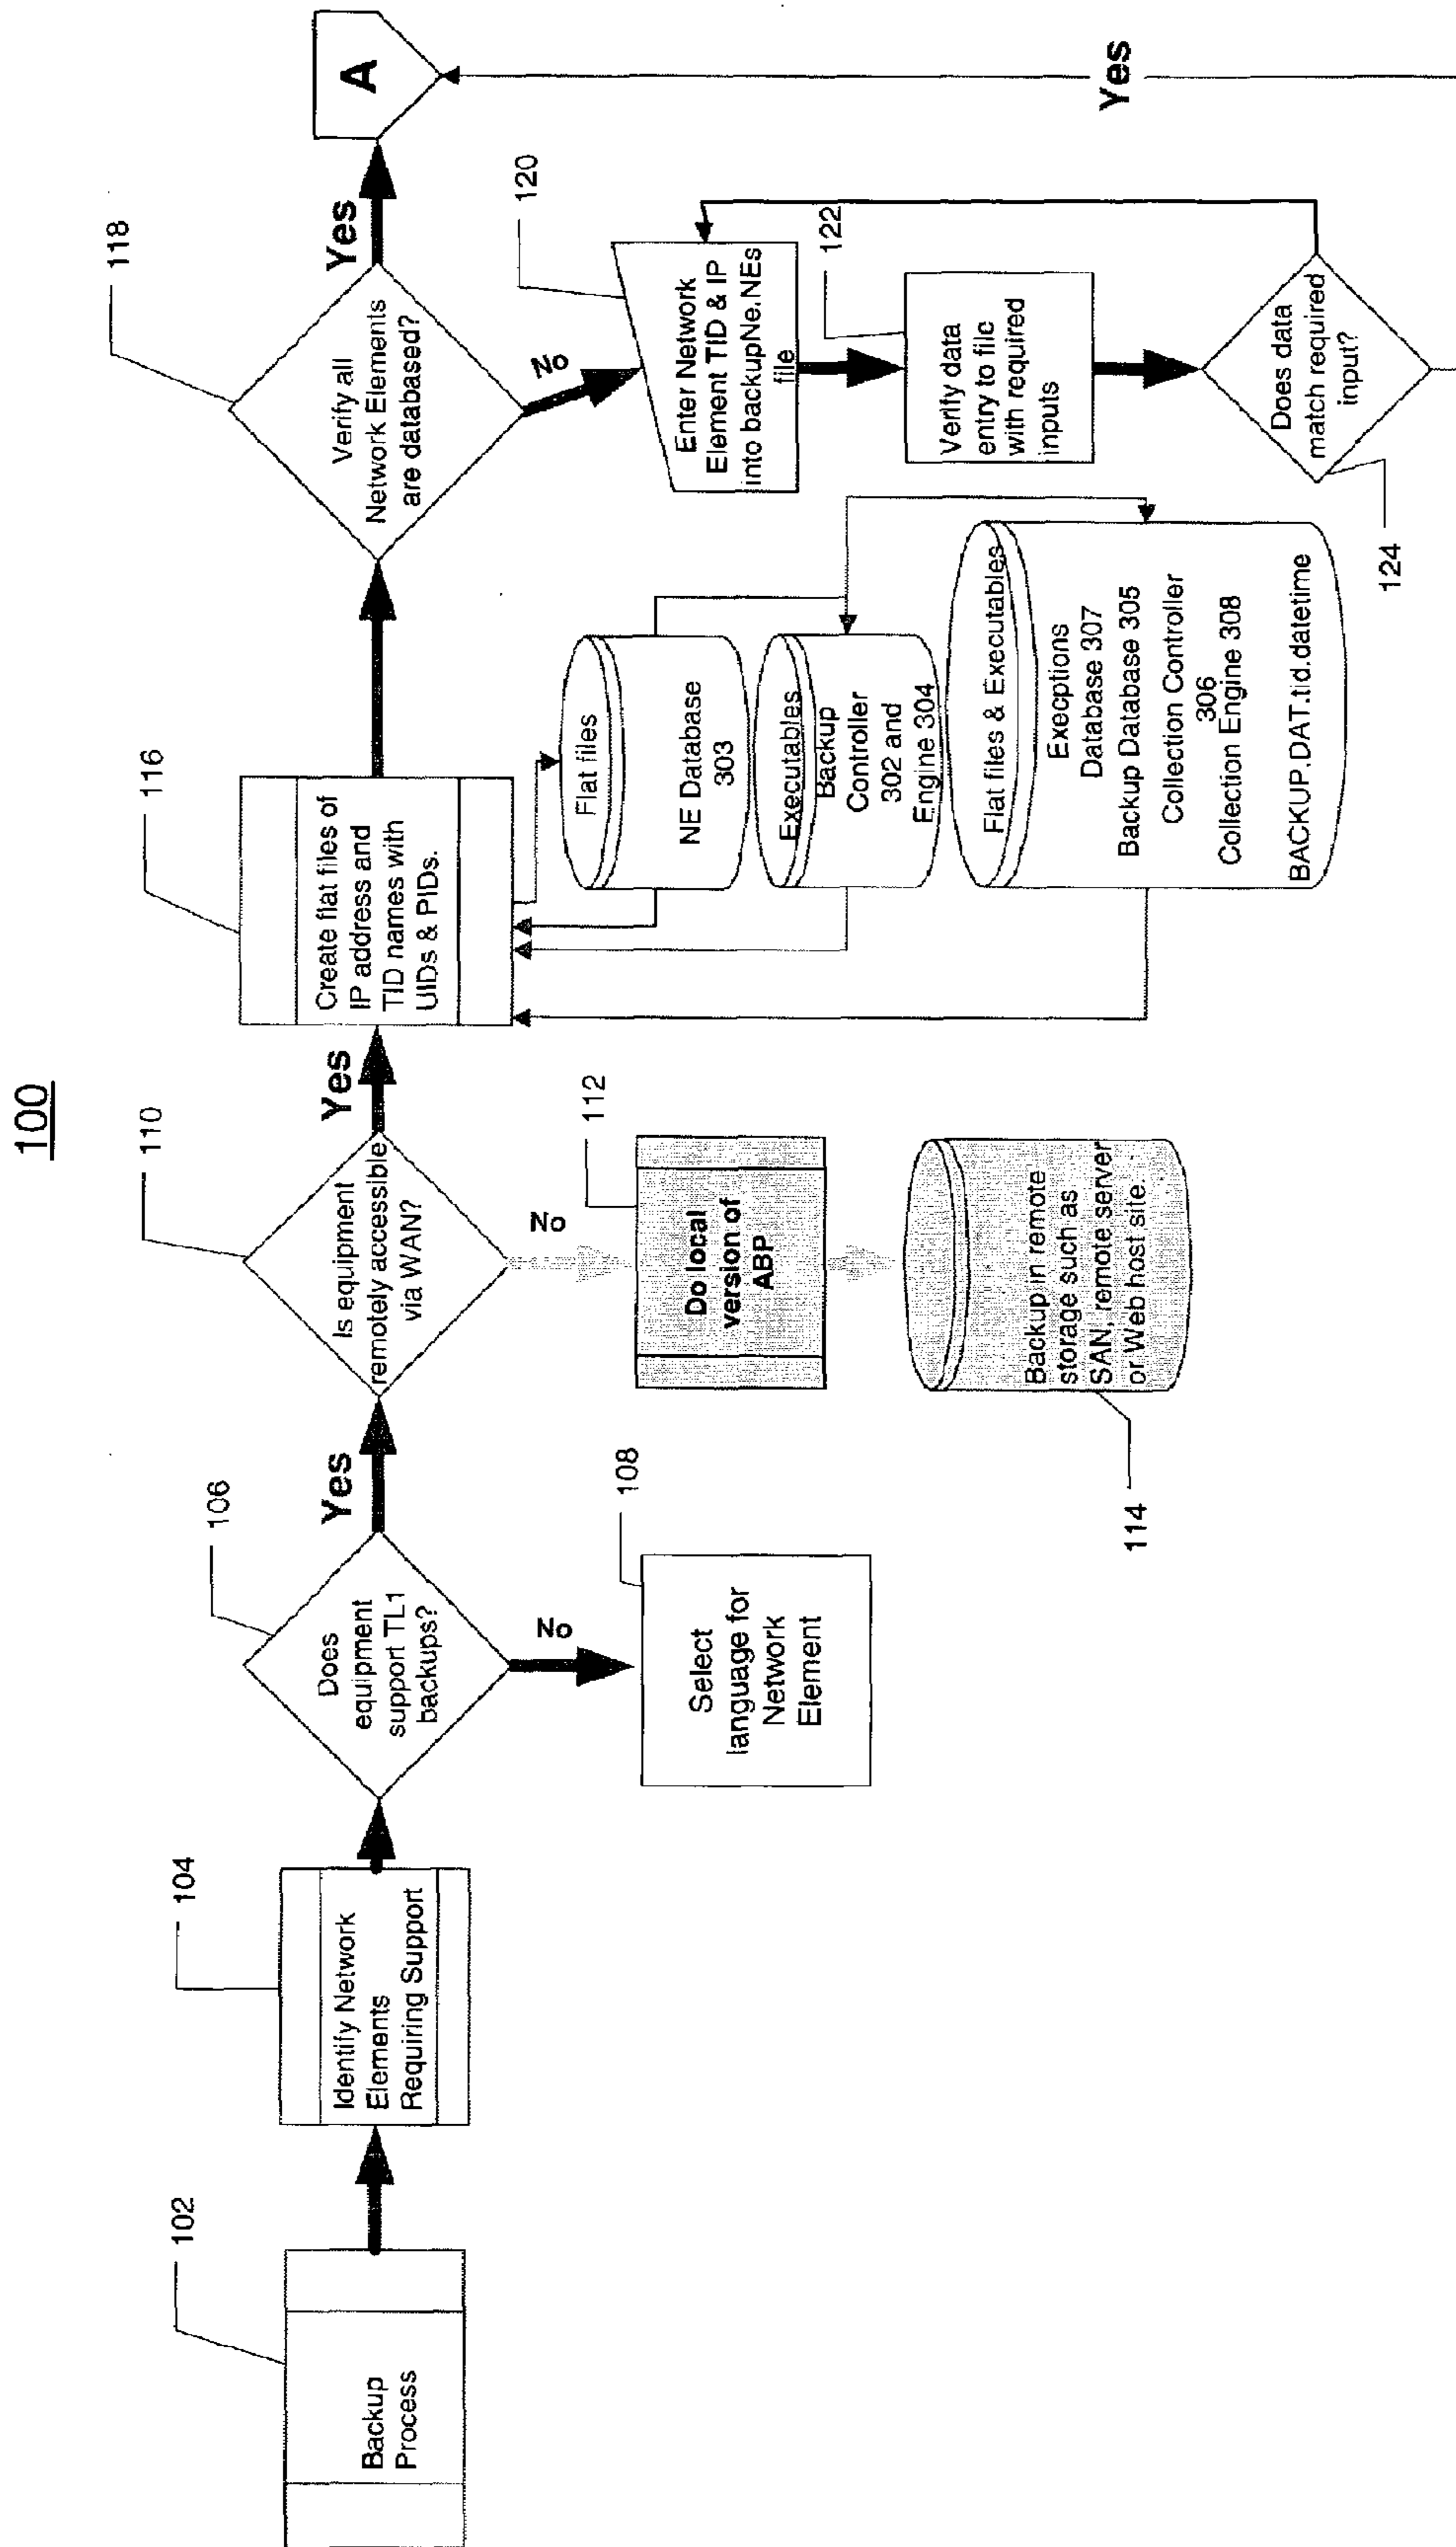 100
102
Backup
Process
104
Identify Network
Elements
Requiring Support
106
Does
equipment
support TL1
backups?
Yes
No
108
Select
language for
Network
Element
110
Is equipment
remotely accessible
via WAN?
Yes
No
112
Do local
version of
ABP
Backup in remote
storage such as
SAN, remote server
or Web host site.
114
116
Create flat files of
IP address and
TID names with
UIDs & PIDs.
Flat files
NE Database
303
Executables
Backup
Controller
302 and
Engine 304
Flat files & Executables
Execptions
Database 307
Backup Database 305
Collection Controller
306
Collection Engine 308
BACKUP.DAT.tid.datetime
118
Verify all
Network Elements
are databased?
Yes
No
A
120
Enter Network
Element TID & IP
into backupNe.NEs
file
122
Verify data
entry to file
with required
inputs
Does data
match required
input?
124
Yes